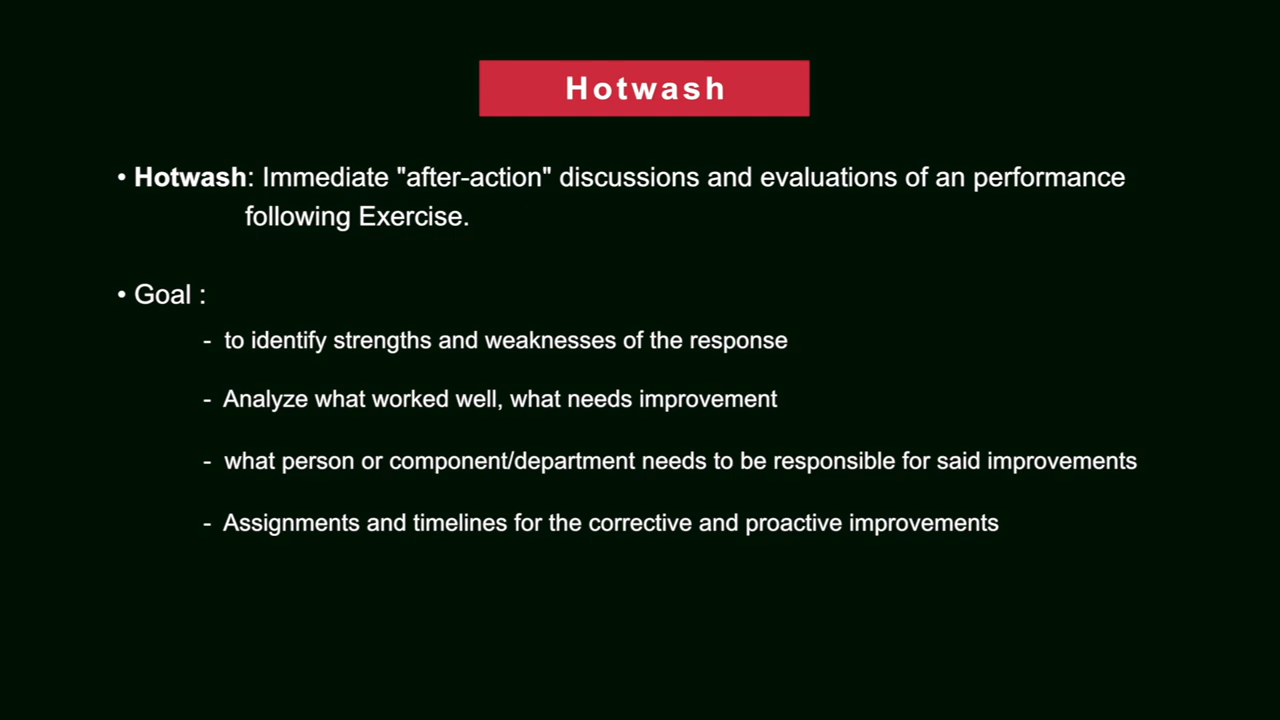 Hotwash
• Hotwash: Immediate "after-action" discussions and evaluations of an performance
following Exercise.
• Goal :
- to identify strengths and weaknesses of the response
- Analyze what worked well, what needs improvement
- what person or component/department needs to be responsible for said improvements
- Assignments and timelines for the corrective and proactive improvements